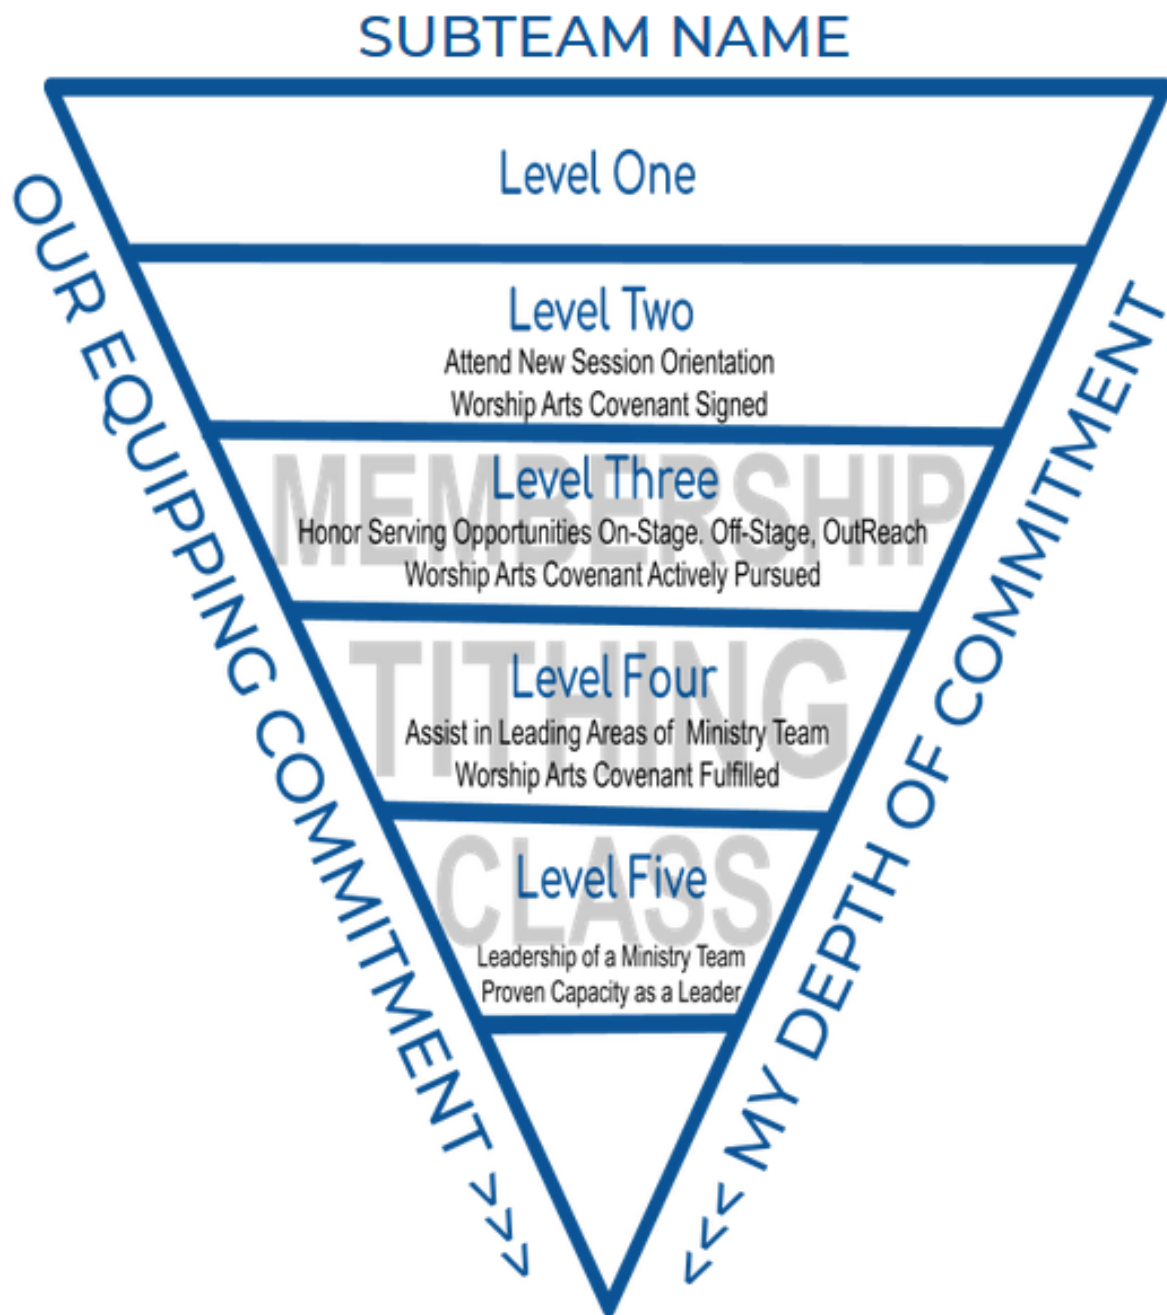 SUBTEAM NAME
OUR EQUIPPING COMMITMENT >>>
<<< MY DEPTH OF COMMITMENT
Level One
Level Two
Attend New Session Orientation
Worship Arts Covenant Signed
MEMBERSHIP
Level Three
Honor Serving Opportunities On-Stage. Off-Stage, OutReach
Worship Arts Covenant Actively Pursued
TITHING
Level Four
Assist in Leading Areas of Ministry Team
Worship Arts Covenant Fulfilled
CLASS
Level Five
Leadership of a Ministry Team
Proven Capacity as a Leader